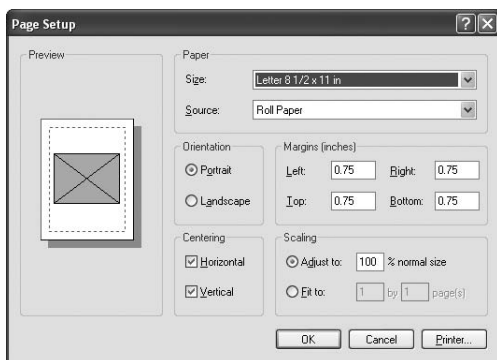 Page Setup
Preview
Paper
Size: Letter 8 1/2 x 11 in
Source: Roll Paper
Orientation
Portrait
Landscape
Margins (inches)
Left: 0.75 Right: 0.75
Top: 0.75 Bottom: 0.75
Centering
Horizontal
Vertical
Scaling
Adjust to: 100 % normal size
Fit to: 1 by 1 page(s)
OK Cancel Printer...